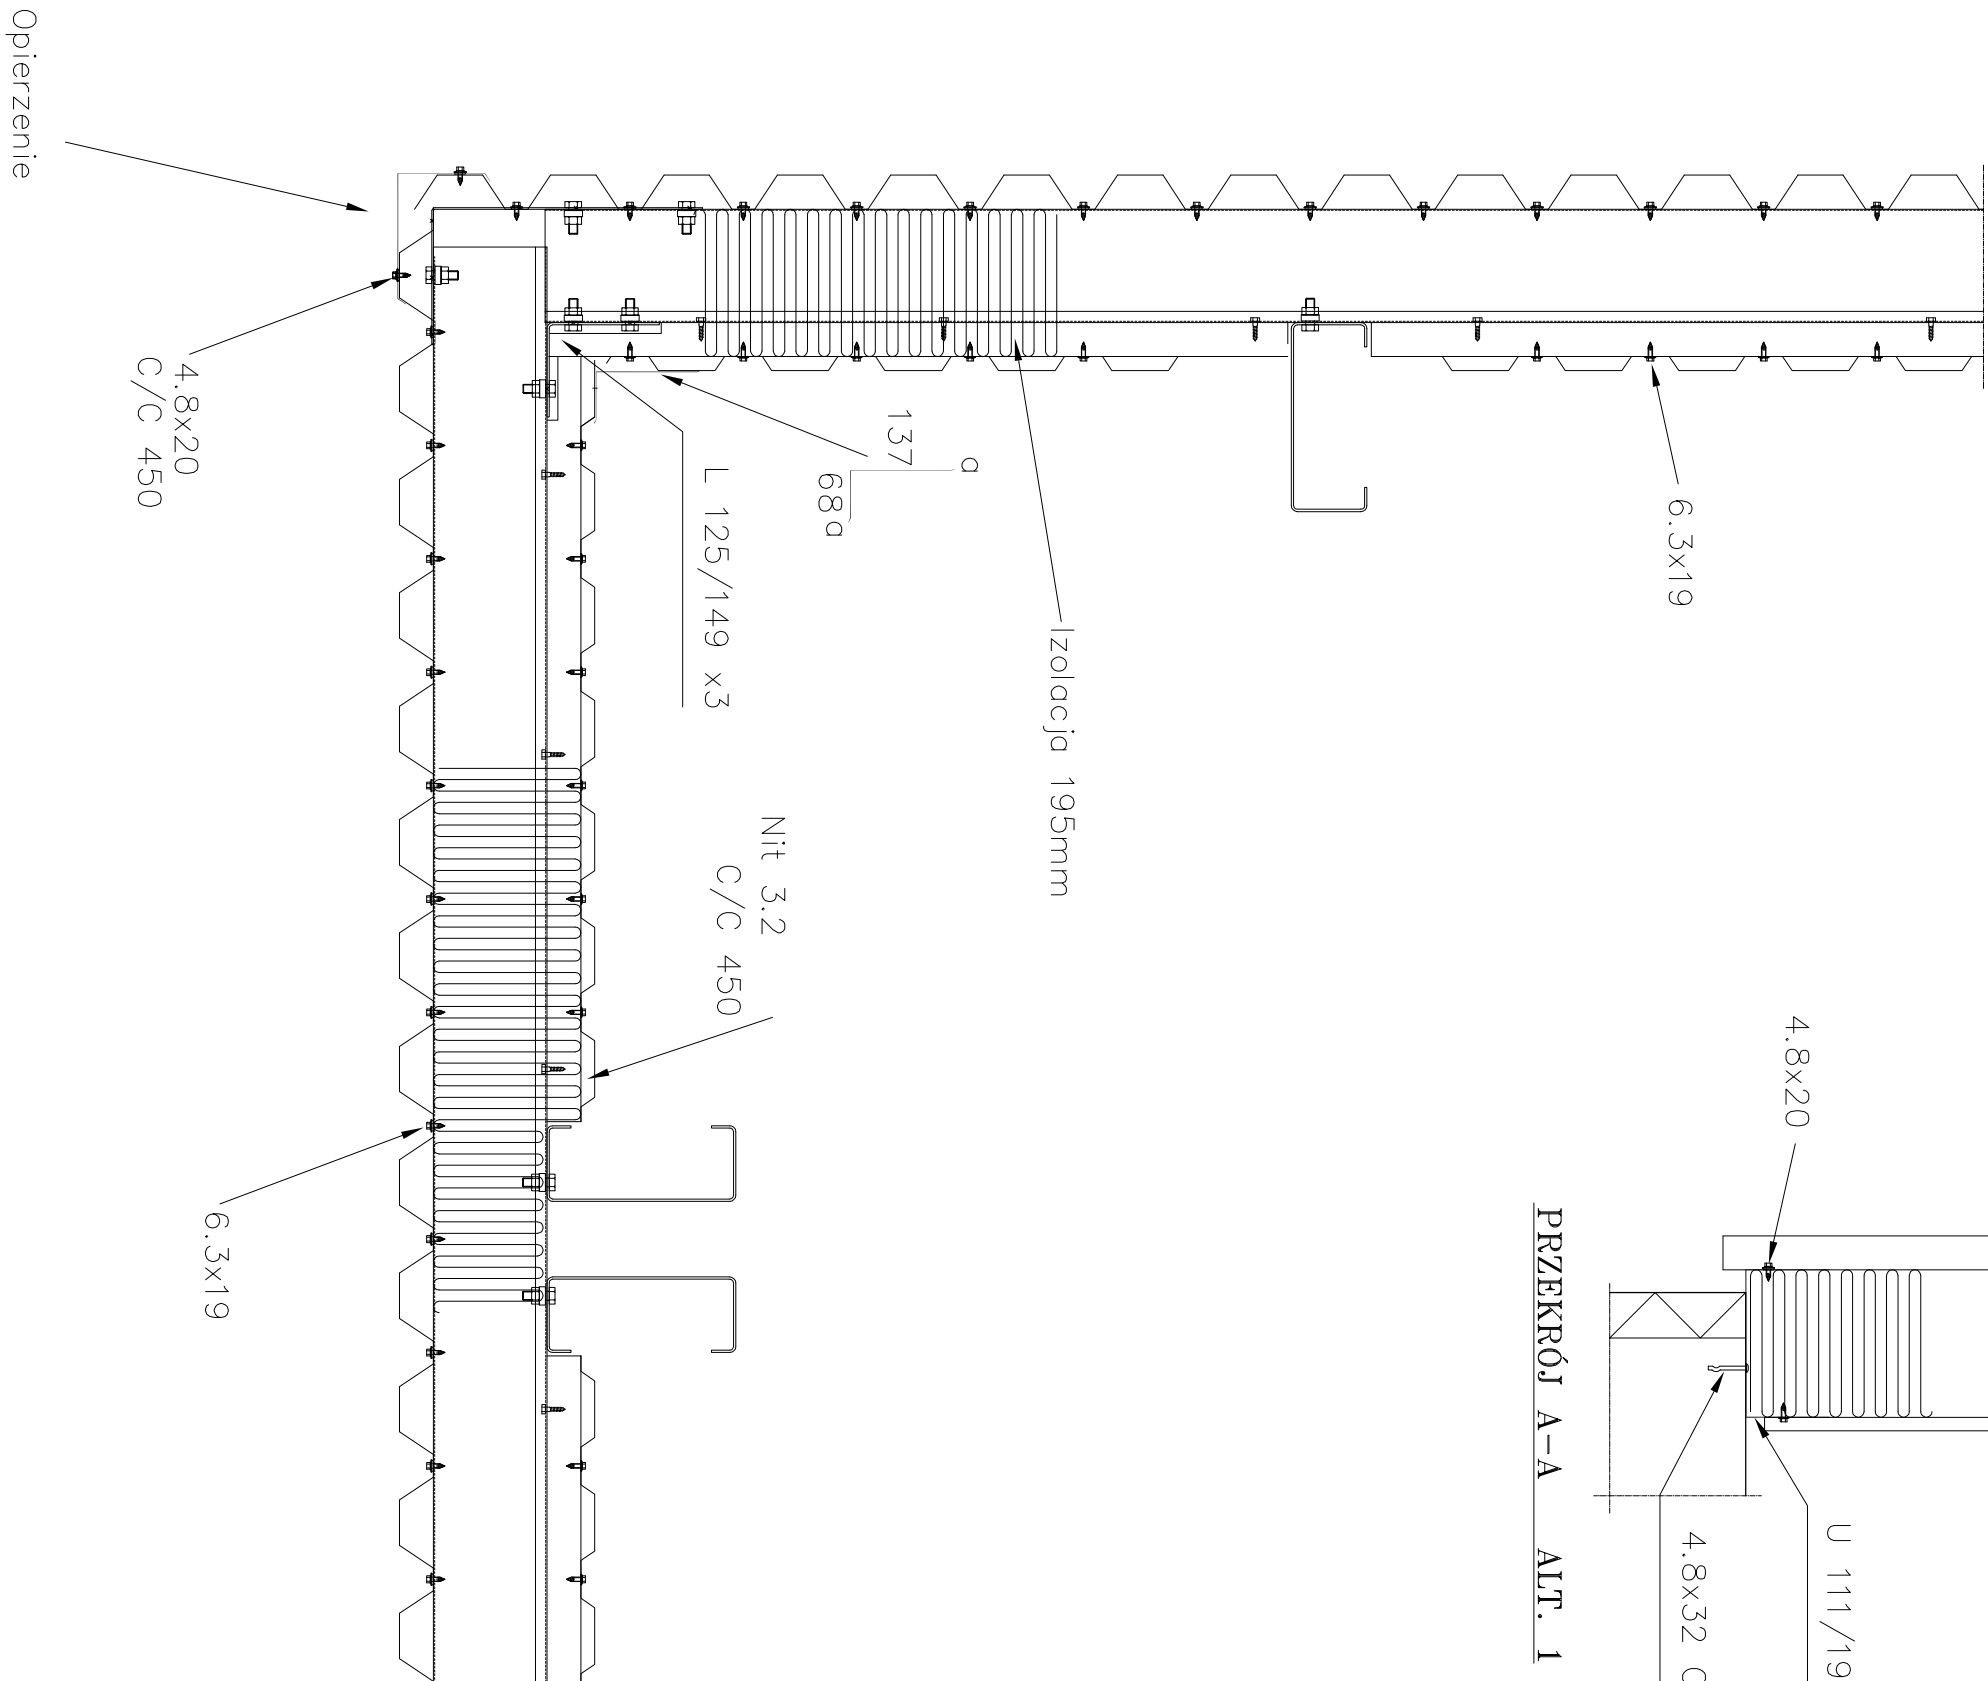 Opierzenie
4.8x20
C/C 450
137
a
68a
L 125/149 x3
Izolacja 195mm
6.3x19
Nit 3.2
C/C 450
6.3x19
4.8x20
PRZEKRÓJ A-A ALT. 1
U 111/19
4.8x32